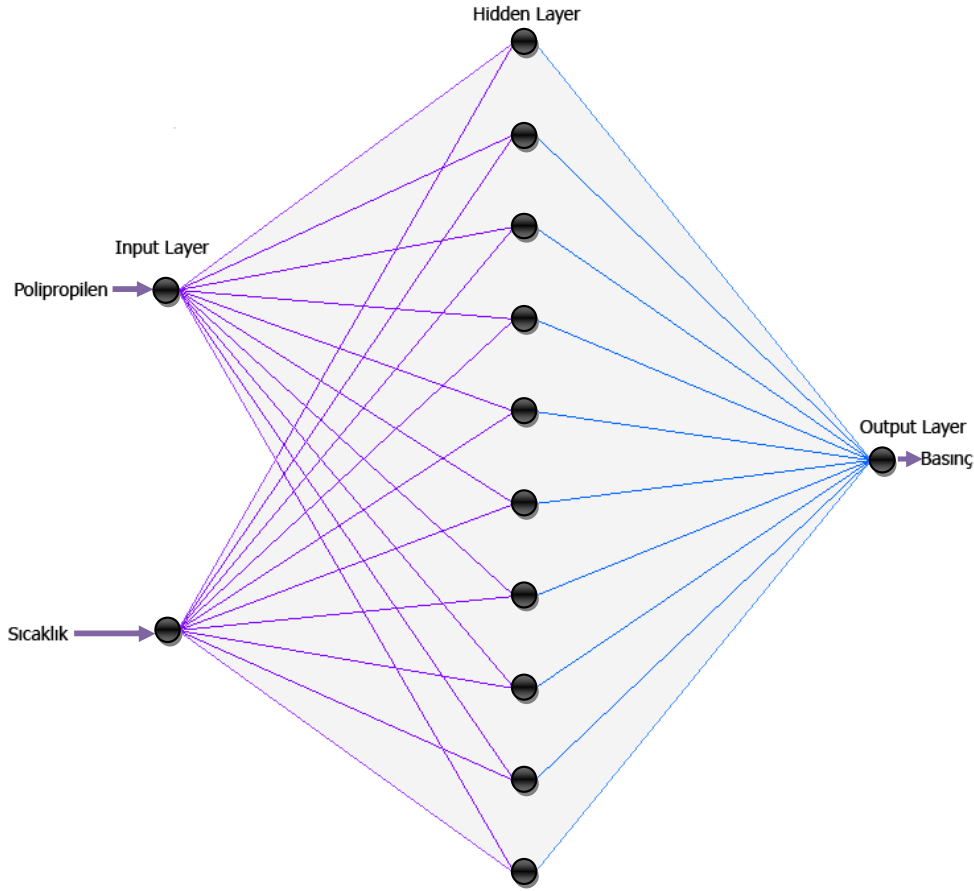 Hidden Layer
Input Layer
Polipropilen
Output Layer
Basınç
Sıcaklık